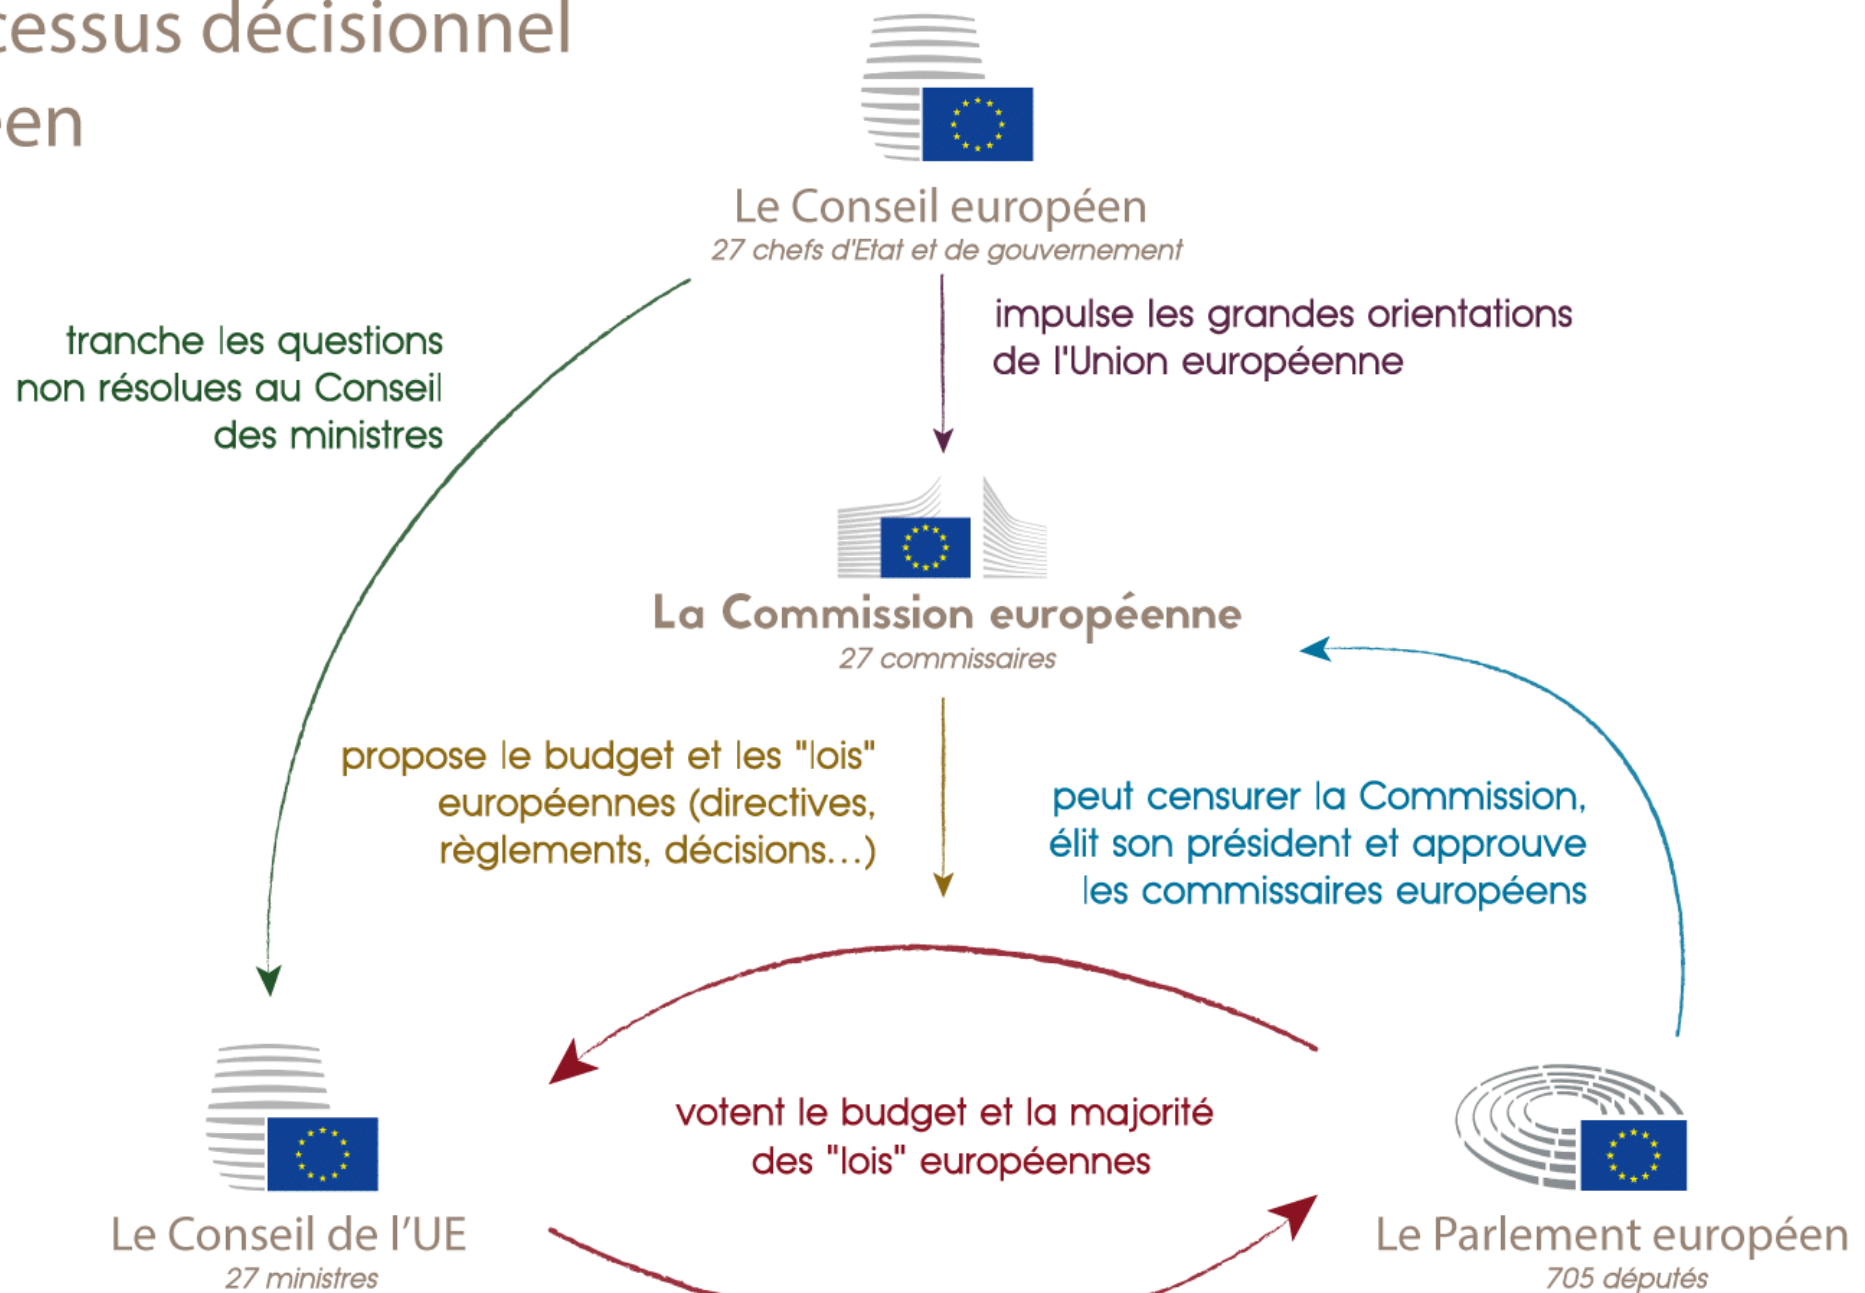 cessus décisionnel
en
Le Conseil européen
27 chefs d'Etat et de gouvernement
tranche les questions
non résolues au Conseil
des ministres
impulse les grandes orientations
de l'Union européenne
La Commission européenne
27 commissaires
propose le budget et les "lois"
européennes (directives,
règlements, décisions...)
peut censurer la Commission,
élit son président et approuve
les commissaires européens
votent le budget et la majorité
des "lois" européennes
Le Conseil de l'UE
27 ministres
Le Parlement européen
705 députés